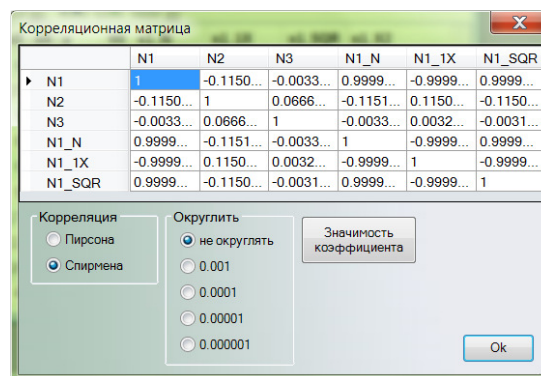 Корреляционная матрица
N1 N2 N3 N1_N N1_1X N1_SQR
N1 1 -0.1150... -0.0033... 0.9999... -0.9999... 0.9999...
N2 -0.1150... 1 0.0666... -0.1151... 0.1150... -0.1150...
N3 -0.0033... 0.0666... 1 -0.0033... 0.0032... -0.0031...
N1_N 0.9999... -0.1151... -0.0033... 1 -0.9999... 0.9999...
N1_1X -0.9999... 0.1150... 0.0032... -0.9999... 1 -0.9999...
N1_SQR 0.9999... -0.1150... -0.0031... 0.9999... -0.9999... 1
Корреляция
Пирсона
Спирмена
Округлить
не округлять
0.001
0.0001
0.00001
0.000001
Значимость
коэффициента
Ok